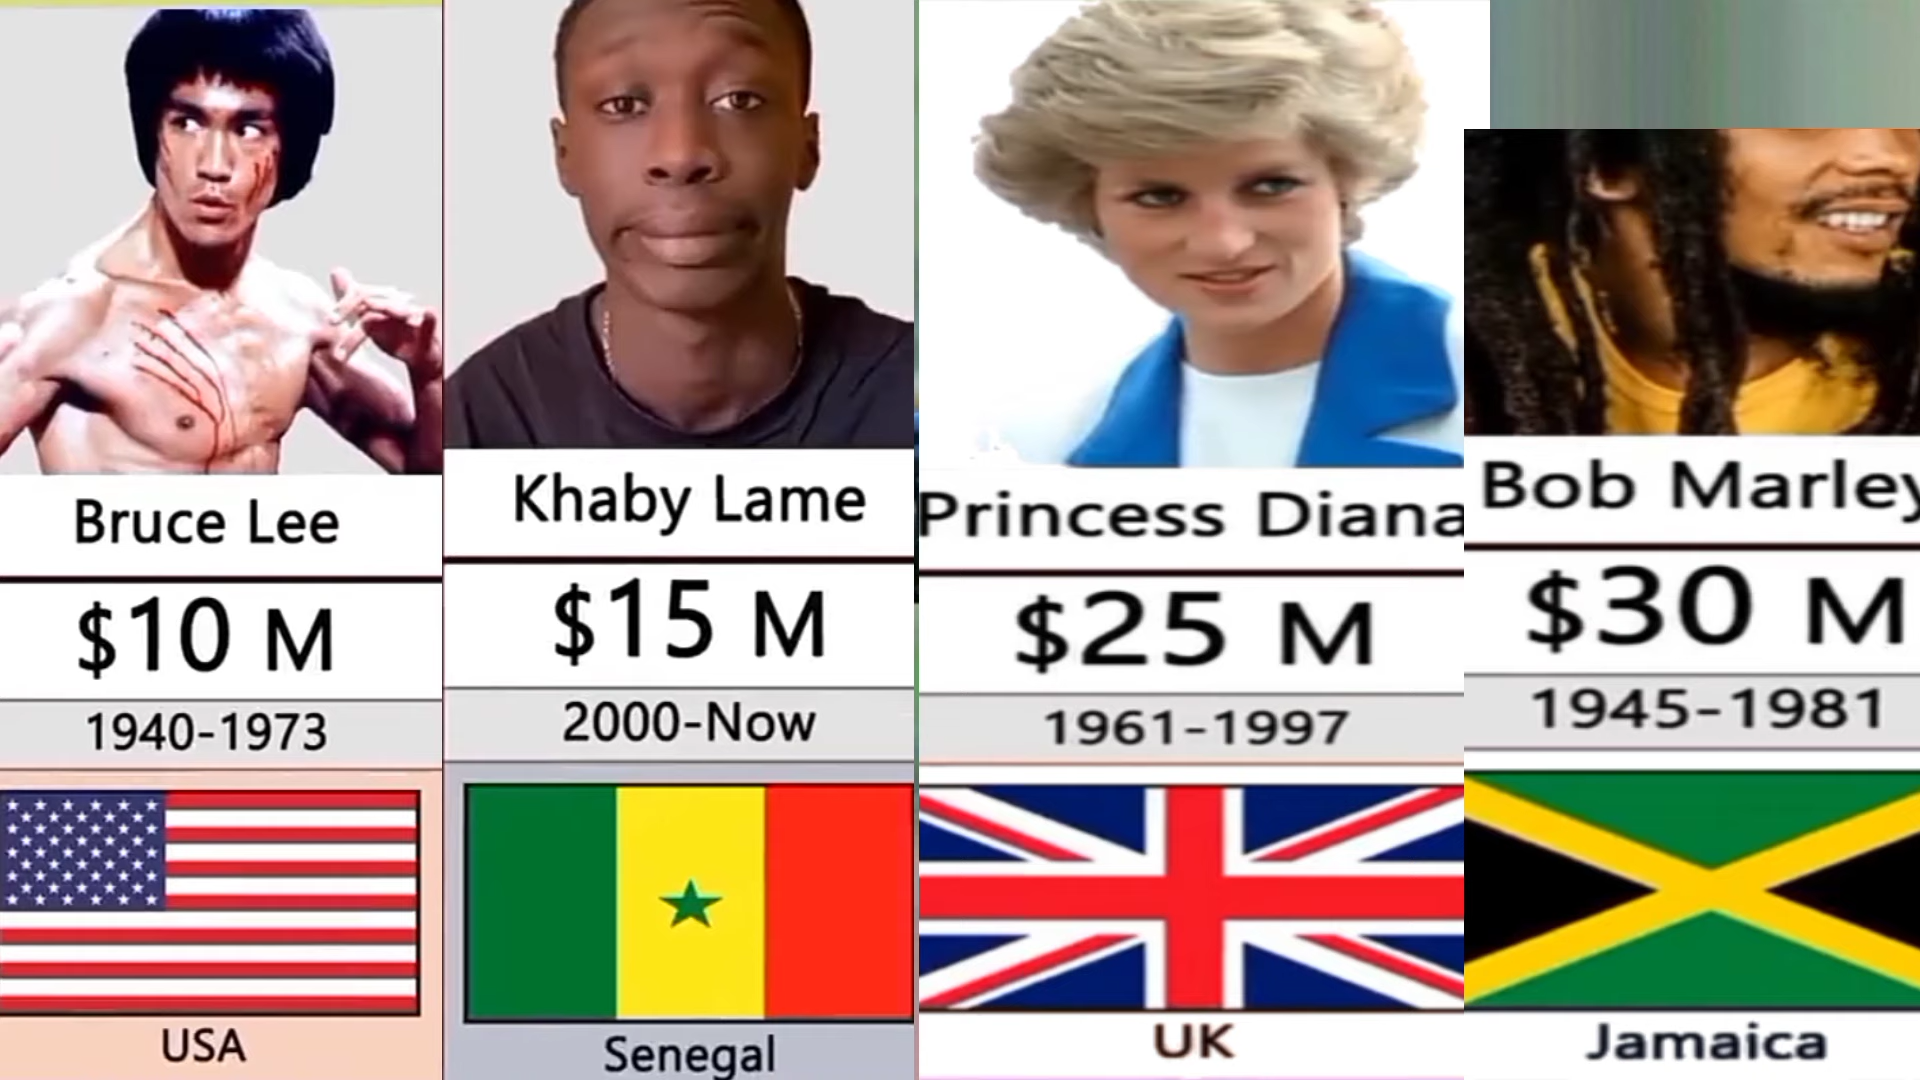 Bruce Lee
$10 M
1940-1973
USA
Khaby Lame
$15 M
2000-Now
Senegal
Princess Diana
$25 M
1961-1997
UK
Bob Marley
$30 M
1945-1981
Jamaica